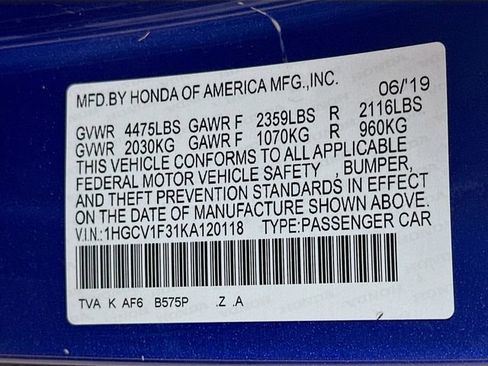 MFD.BY HONDA OF AMERICA MFG.,INC. 06/'19
GVWR 4475LBS GAWR F 2359LBS R 2116LBS
GVWR 2030KG GAWR F 1070KG R 960KG
THIS VEHICLE CONFORMS TO ALL APPLICABLE
FEDERAL MOTOR VEHICLE SAFETY , BUMPER,
AND THEFT PREVENTION STANDARDS IN EFFECT
ON THE DATE OF MANUFACTURE SHOWN ABOVE.
V.I.N.:1HGCV1F31KA120118 TYPE:PASSENGER CAR
TVA K AF6 B575P .Z .A